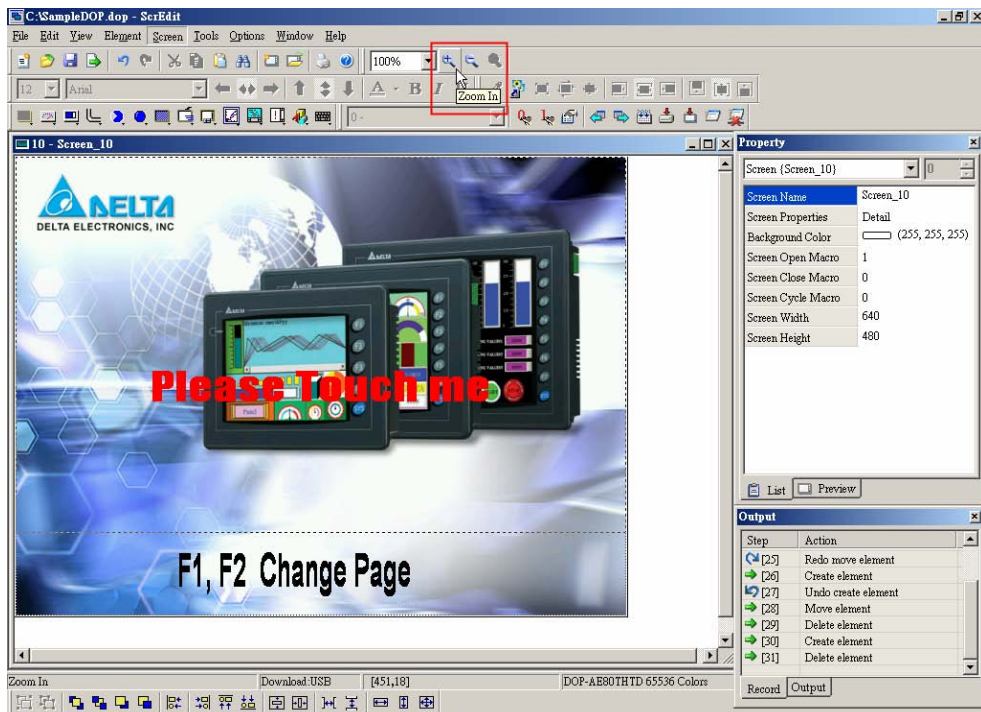 C:\SampleDOP.dop - ScrEdit
File Edit View Element Screen Tools Options Window Help
100%
12 Arial A B I
Zoom In
0 -
10 - Screen_10
DELTA
DELTA ELECTRONICS, INC
Please Touch me
F1, F2 Change Page
Property
Screen {Screen_10} 0
Screen Name Screen_10
Screen Properties Detail
Background Color (255, 255, 255)
Screen Open Macro 1
Screen Close Macro 0
Screen Cycle Macro 0
Screen Width 640
Screen Height 480
List Preview
Output
Step Action
[25] Redo move element
[26] Create element
[27] Undo create element
[28] Move element
[29] Delete element
[30] Create element
[31] Delete element
Record Output
Zoom In Download:USB [451,18] DOP-AE80THTD 65536 Colors